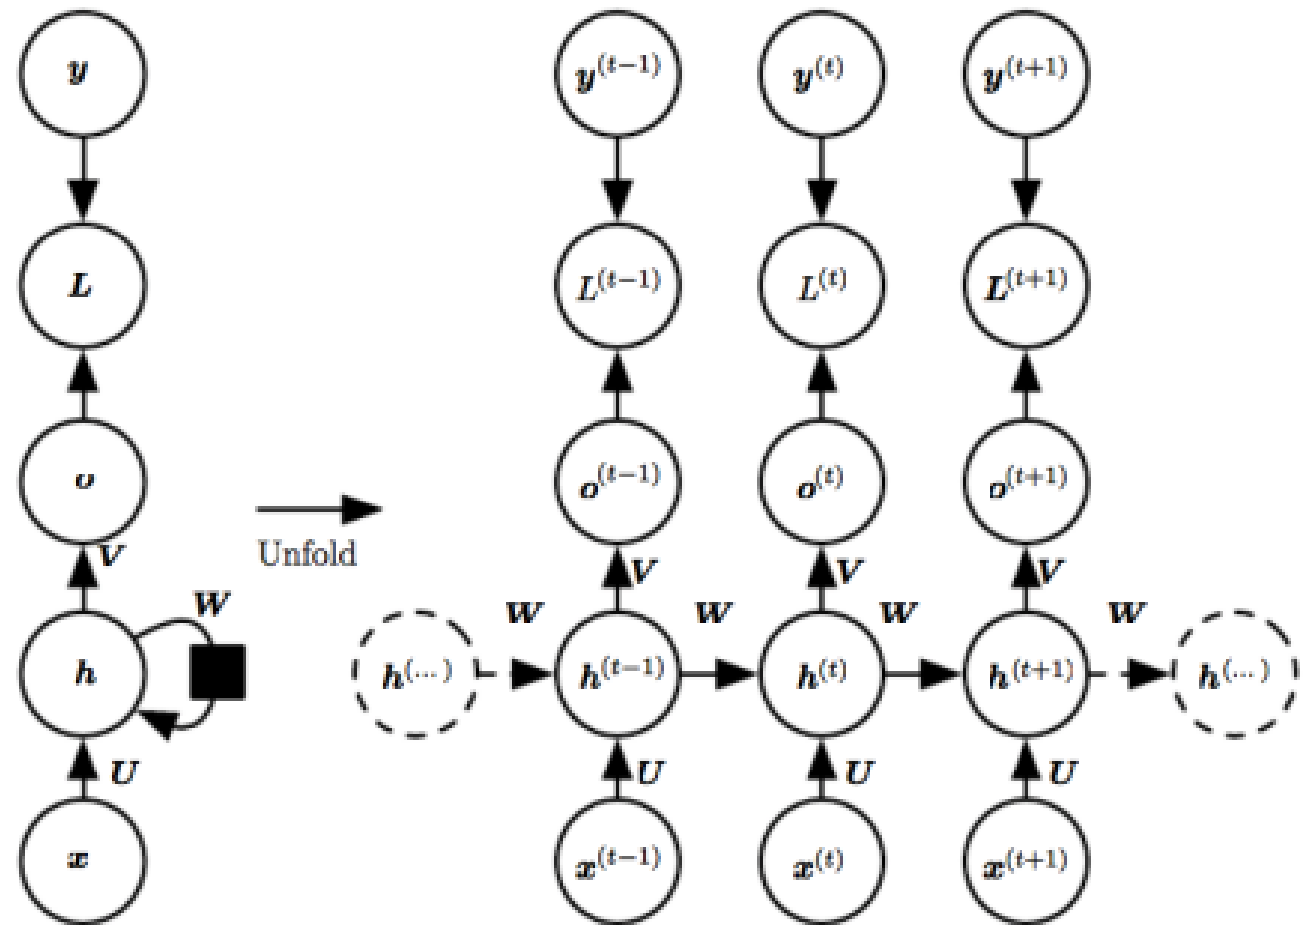 y y^(t−1) y^(t) y^(t+1)
L L^(t−1) L^(t) L^(t+1)
o o^(t−1) o^(t) o^(t+1)
Unfold
V V V V
W W W W W
h h^(...) h^(t−1) h^(t) h^(t+1) h^(...)
U U U U
x x^(t−1) x^(t) x^(t+1)